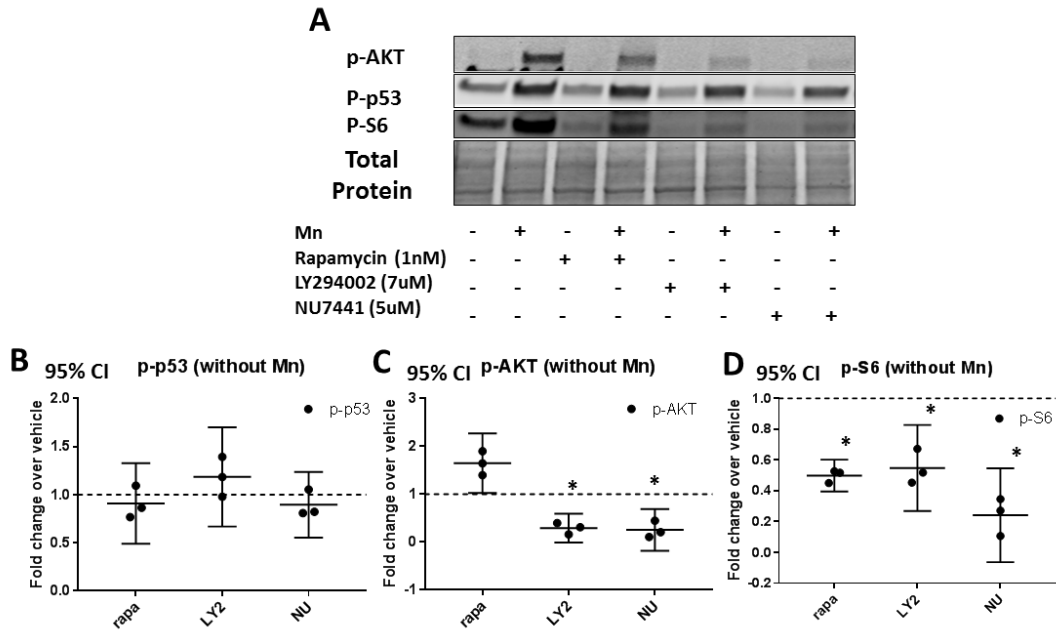 A
p-AKT
P-p53
P-S6
Total
Protein
Mn - + - + - + - +
Rapamycin (1nM) - - + + - - - -
LY294002 (7uM) - - - - + + - -
NU7441 (5uM) - - - - - - + +
B 95% CI p-p53 (without Mn)
Fold change over vehicle
2.0
1.5
1.0
0.5
0.0
p-p53
rapa LY2 NU
C 95% CI p-AKT (without Mn)
Fold change over vehicle
3
2
1
0
-1
p-AKT
* *
rapa LY2 NU
D 95% CI p-S6 (without Mn)
Fold change over vehicle
1.0
0.8
0.6
0.4
0.2
0.0
-0.2
p-S6
* * *
rapa LY2 NU